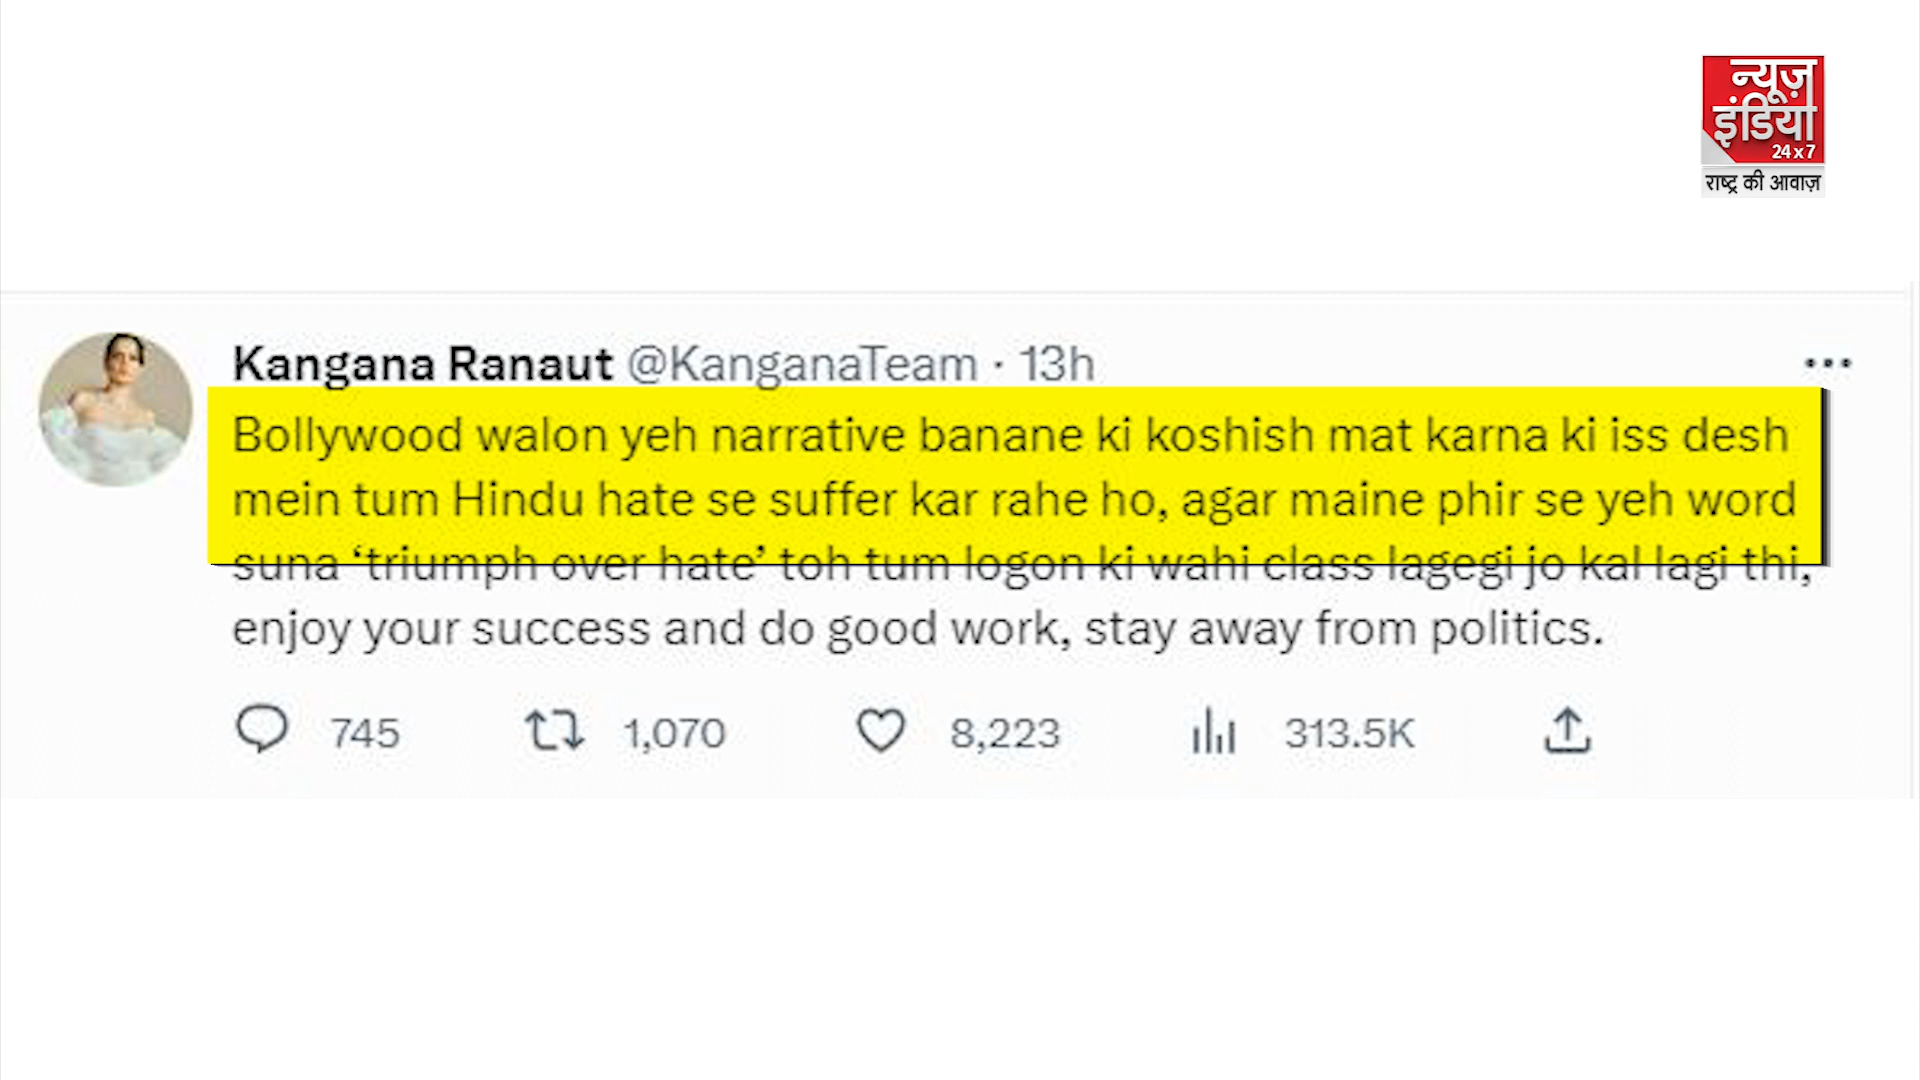 न्यूज़
इंडिया
24x7
राष्ट्र की आवाज़
Kangana Ranaut @KanganaTeam · 13h
Bollywood walon yeh narrative banane ki koshish mat karna ki iss desh
mein tum Hindu hate se suffer kar rahe ho, agar maine phir se yeh word
suna ‘triumph over hate’ toh tum logon ki wahi class lagegi jo kal lagi thi,
enjoy your success and do good work, stay away from politics.
745 1,070 8,223 313.5K